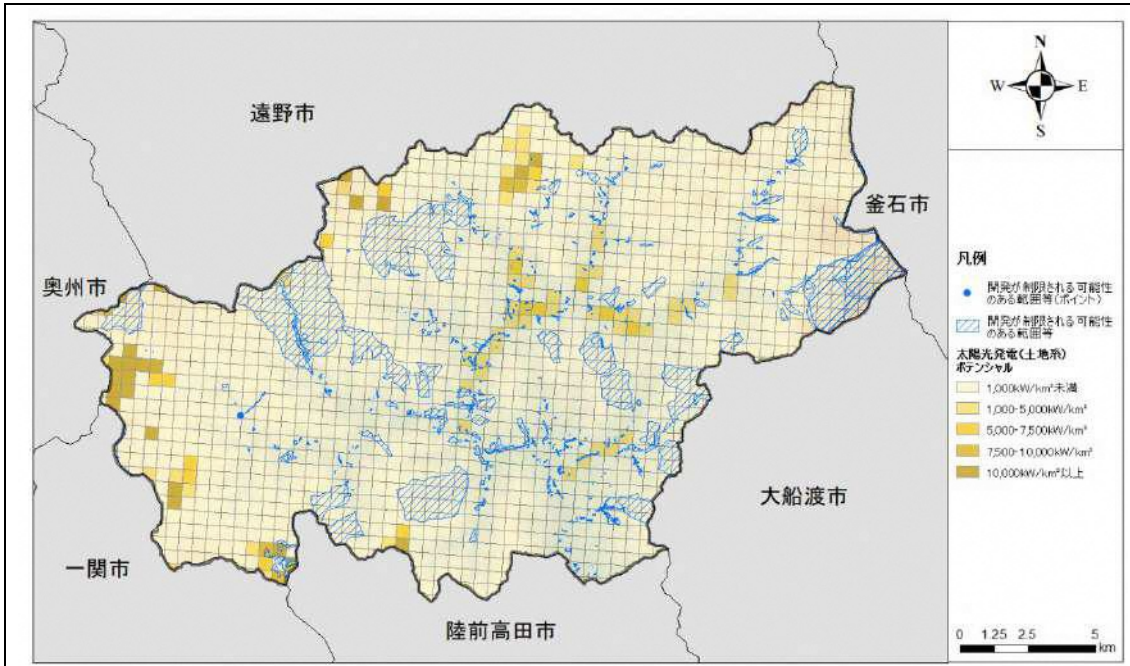 遠野市
釜石市
奥州市
大船渡市
一関市
陸前高田市
N
W E
S
凡例
開発が制限される可能性
のある範囲等(ポイント)
開発が制限される可能性
のある範囲等
太陽光発電(土地系)
ポテンシャル
1,000kW/km²未満
1,000-5,000kW/km²
5,000-7,500kW/km²
7,500-10,000kW/km²
10,000kW/km²以上
0 1.25 2.5 5
km